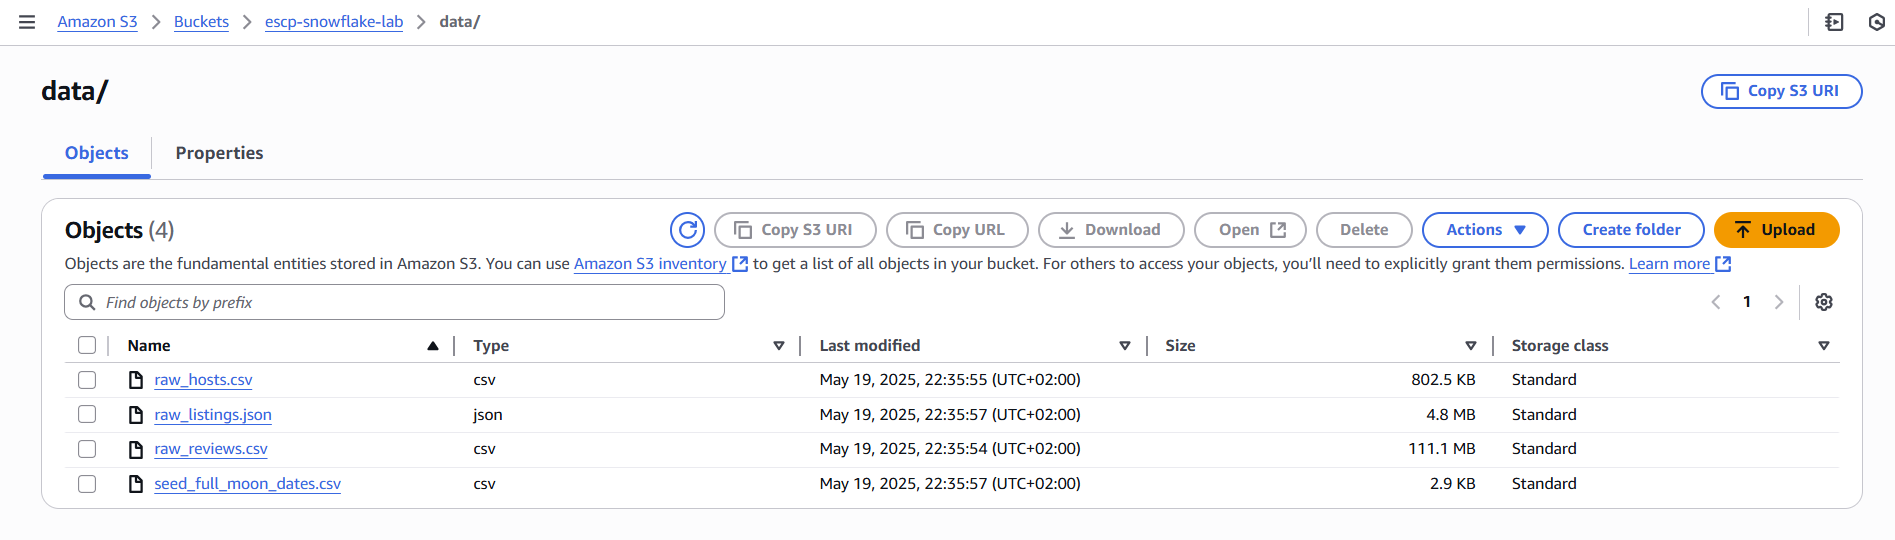 Amazon S3 > Buckets > escp-snowflake-lab > data/
data/
Copy S3 URI
Objects Properties
Objects (4)
Copy S3 URI Copy URL Download Open Delete Actions Create folder Upload
Objects are the fundamental entities stored in Amazon S3. You can use Amazon S3 inventory to get a list of all objects in your bucket. For others to access your objects, you’ll need to explicitly grant them permissions. Learn more
Find objects by prefix
1
Name Type Last modified Size Storage class
raw_hosts.csv csv May 19, 2025, 22:35:55 (UTC+02:00) 802.5 KB Standard
raw_listings.json json May 19, 2025, 22:35:57 (UTC+02:00) 4.8 MB Standard
raw_reviews.csv csv May 19, 2025, 22:35:54 (UTC+02:00) 111.1 MB Standard
seed_full_moon_dates.csv csv May 19, 2025, 22:35:57 (UTC+02:00) 2.9 KB Standard